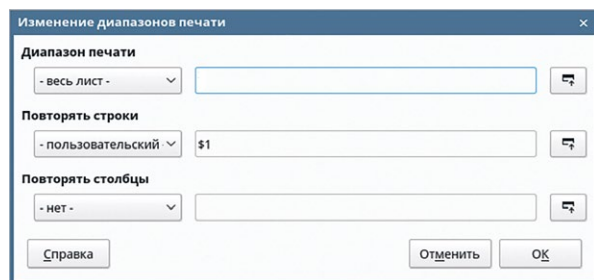 Изменение диапазонов печати
Диапазон печати
- весь лист -
Повторять строки
- пользовательский $1
Повторять столбцы
- нет -
Справка Отменить ОК